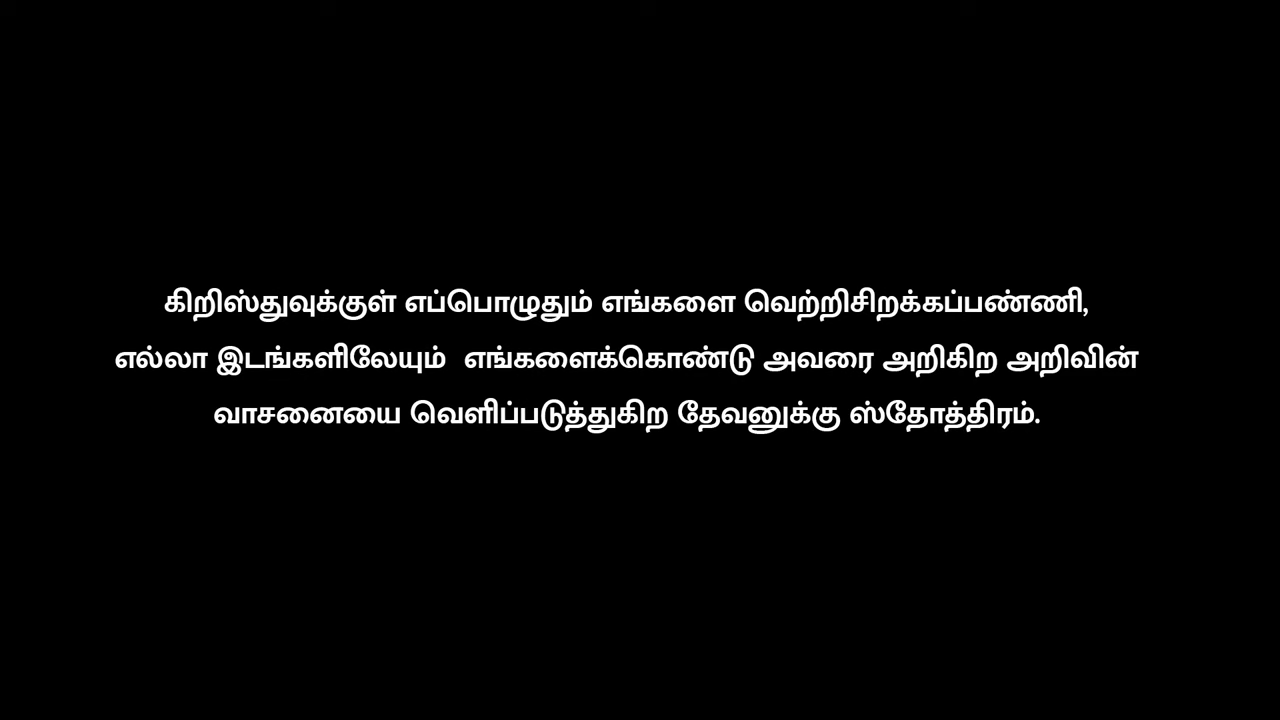 கிறிஸ்துவுக்குள் எப்பொழுதும் எங்களை வெற்றிசிறக்கப்பண்ணி,
எல்லா இடங்களிலேயும் எங்களைக்கொண்டு அவரை அறிகிற அறிவின்
வாசனையை வெளிப்படுத்துகிற தேவனுக்கு ஸ்தோத்திரம்.